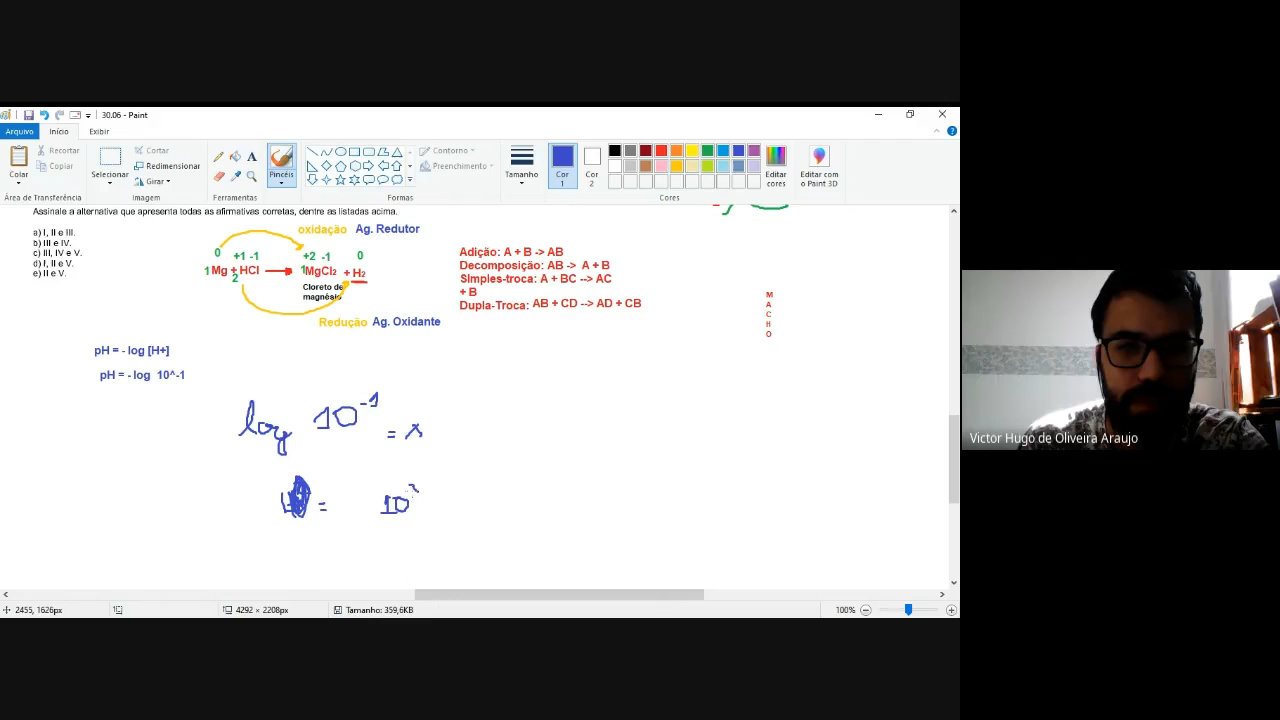 30.06 - Paint
Arquivo Início Exibir
Colar
Recortar
Copiar
Área de Transferência
Selecionar
Cortar
Redimensionar
Girar
Imagem
A
Ferramentas
Pincéis
Contorno
Preenchimento
Formas
Tamanho
Cor 1
Cor 2
Editar cores
Cores
Editar com o Paint 3D
Assinale a alternativa que apresenta todas as afirmativas corretas, dentre as listadas acima.
a) I, II e III.
b) III e IV.
c) III, IV e V.
d) I, II e V.
e) II e V.
oxidação Ag. Redutor
0 +1 -1 +2 -1 0
1Mg + HCl 1MgCl2 + H2
2
Cloreto de
magnésio
Redução Ag. Oxidante
Adição: A + B -> AB
Decomposição: AB -> A + B
SImples-troca: A + BC --> AC
+ B
Dupla-Troca: AB + CD --> AD + CB
M
A
C
H
O
pH = - log [H+]
pH = - log 10^-1
log 10-1 = x
= 10
2455, 1626px 4292 × 2208px Tamanho: 359,6KB 100%
Victor Hugo de Oliveira Araujo